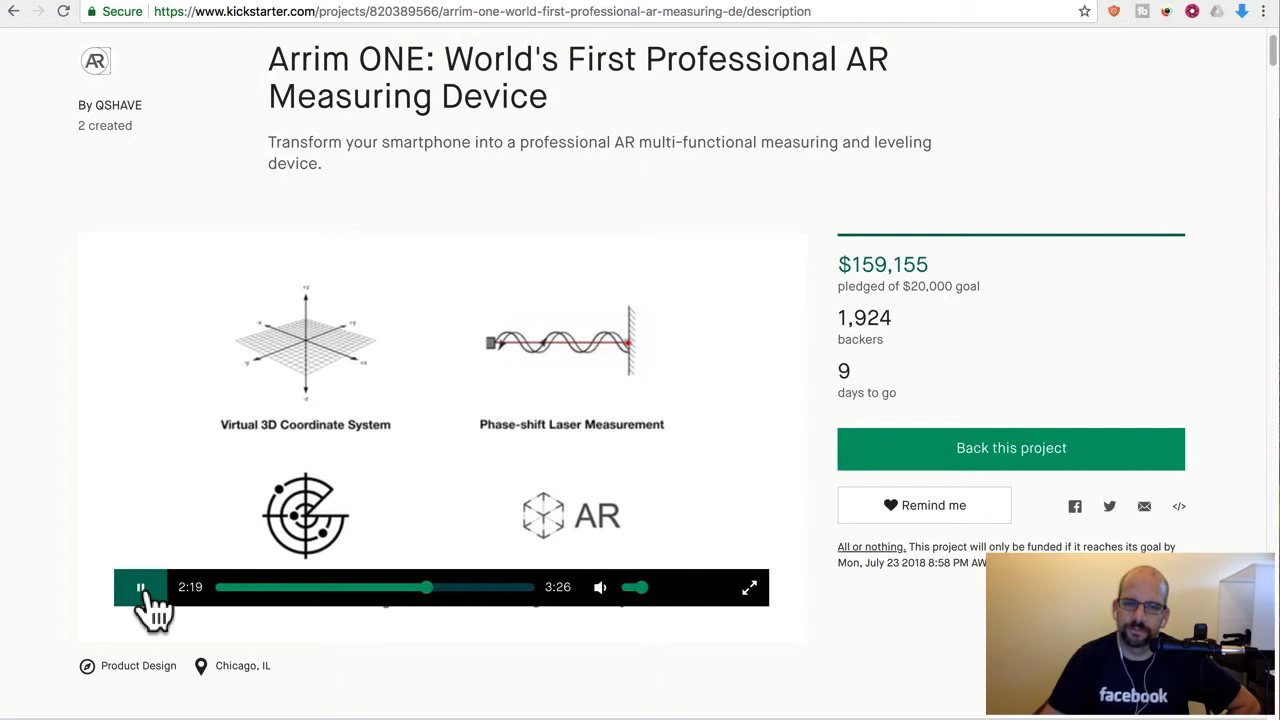 Secure
https://www.kickstarter.com/projects/820389566/arrim-one-world-first-professional-ar-measuring-de/description
AR
By QSHAVE
2 created
Arrim ONE: World's First Professional AR
Measuring Device
Transform your smartphone into a professional AR multi-functional measuring and leveling
device.
+z
-x
+y
-y
+x
-z
Virtual 3D Coordinate System
Phase-shift Laser Measurement
AR
2:19
3:26
Product Design
Chicago, IL
$159,155
pledged of $20,000 goal
1,924
backers
9
days to go
Back this project
Remind me
All or nothing. This project will only be funded if it reaches its goal by
Mon, July 23 2018 8:58 PM
facebook